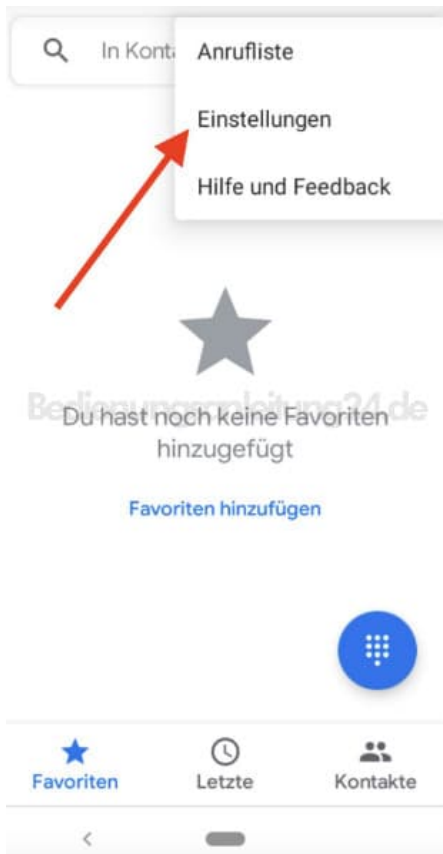 In Konta
Anrufliste
Einstellungen
Hilfe und Feedback
Bedienungsanleitung24.de
Du hast noch keine Favoriten
hinzugefügt
Favoriten hinzufügen
Favoriten
Letzte
Kontakte